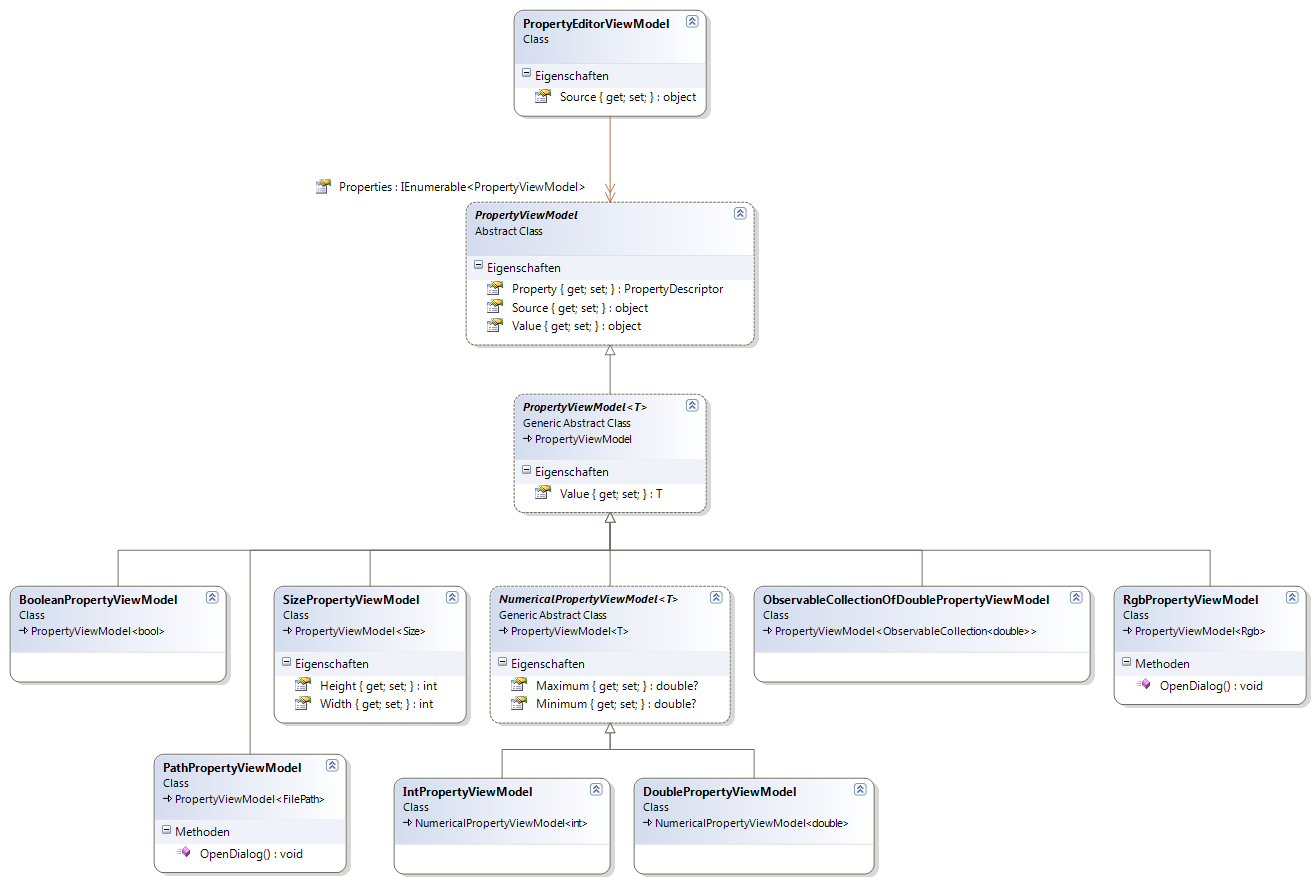 PropertyEditorViewModel
Class
Eigenschaften
Source { get; set; } : object
Properties : IEnumerable<PropertyViewModel>
PropertyViewModel
Abstract Class
Eigenschaften
Property { get; set; } : PropertyDescriptor
Source { get; set; } : object
Value { get; set; } : object
PropertyViewModel<T>
Generic Abstract Class
PropertyViewModel
Eigenschaften
Value { get; set; } : T
BooleanPropertyViewModel
Class
PropertyViewModel<bool>
SizePropertyViewModel
Class
PropertyViewModel<Size>
Eigenschaften
Height { get; set; } : int
Width { get; set; } : int
NumericalPropertyViewModel<T>
Generic Abstract Class
PropertyViewModel<T>
Eigenschaften
Maximum { get; set; } : double?
Minimum { get; set; } : double?
ObservableCollectionOfDoublePropertyViewModel
Class
PropertyViewModel<ObservableCollection<double>>
RgbPropertyViewModel
Class
PropertyViewModel<Rgb>
Methoden
OpenDialog() : void
PathPropertyViewModel
Class
PropertyViewModel<FilePath>
Methoden
OpenDialog() : void
IntPropertyViewModel
Class
NumericalPropertyViewModel<int>
DoublePropertyViewModel
Class
NumericalPropertyViewModel<double>